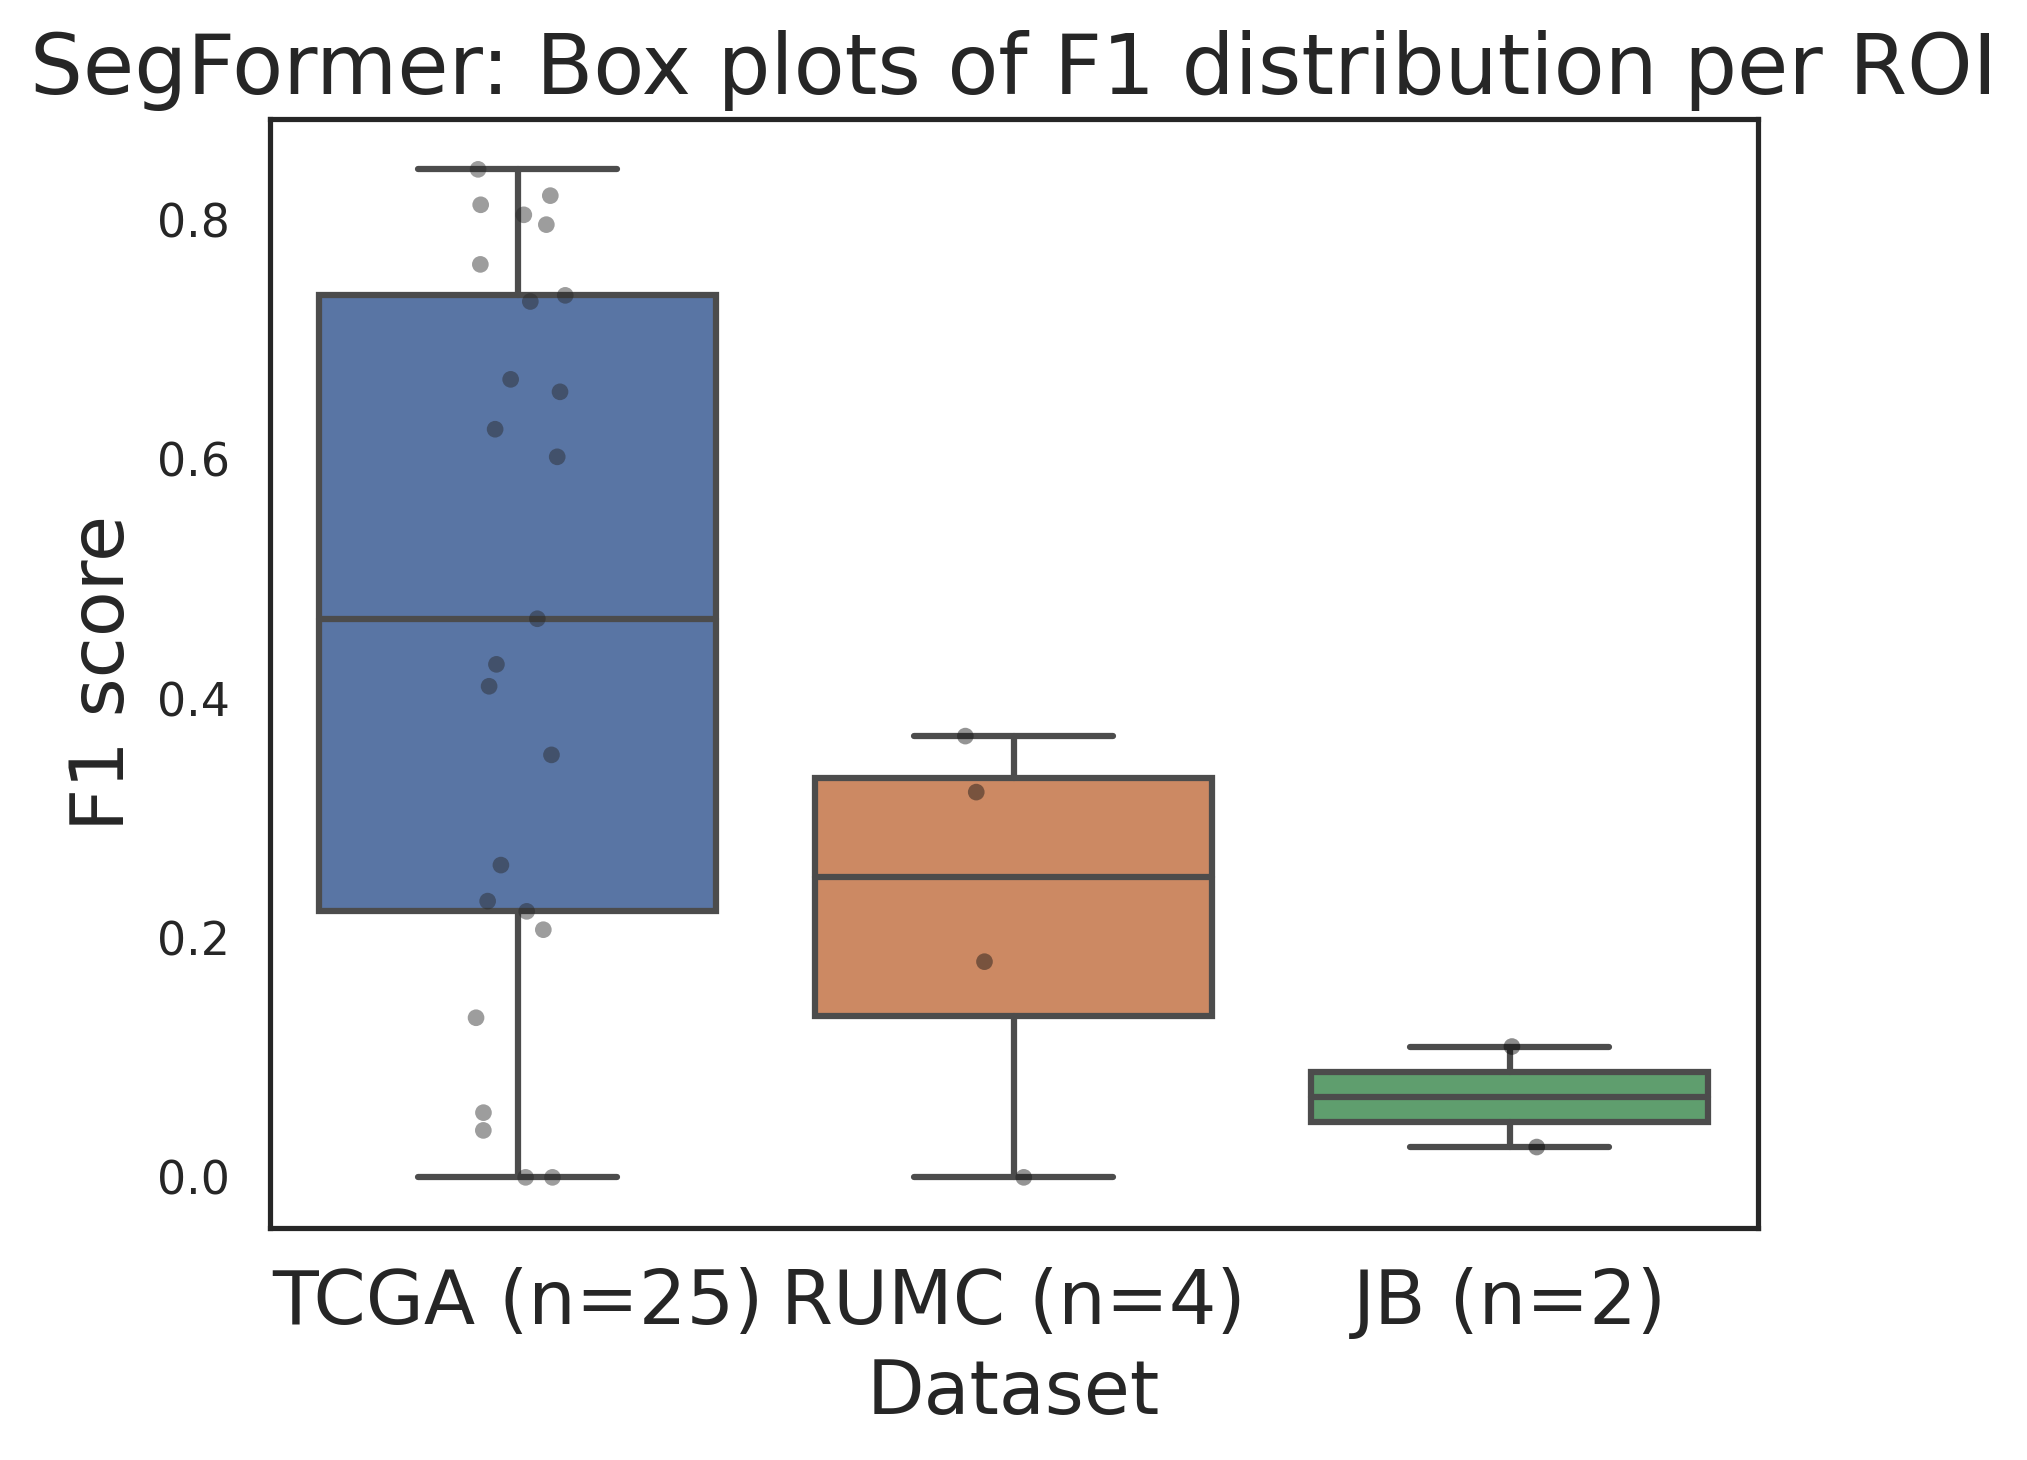 SegFormer: Box plots of F1 distribution per ROI
F1 score
0.8
0.6
0.4
0.2
0.0
TCGA (n=25) RUMC (n=4) JB (n=2)
Dataset